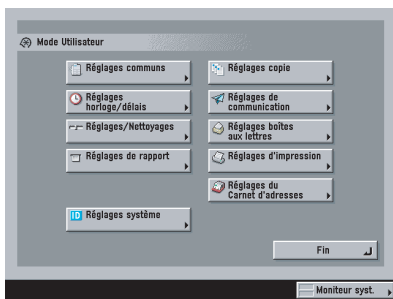 Mode Utilisateur
Réglages communs
Réglages copie
Réglages
horloge/délais
Réglages de
communication
Réglages/Nettoyages
Réglages boîtes
aux lettres
Réglages de rapport
Réglages d'impression
Réglages du
Carnet d'adresses
ID Réglages système
Fin
Moniteur syst.